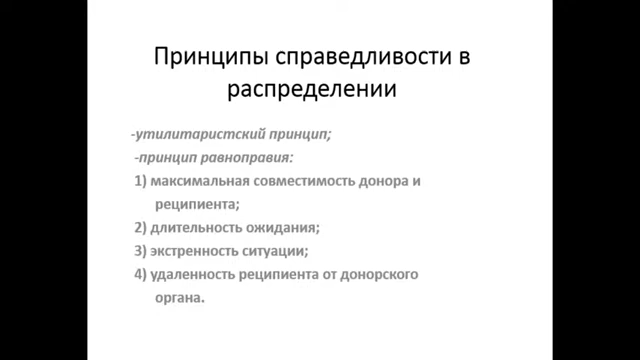 Принципы справедливости в
распределении
-утилитаристский принцип;
-принцип равноправия:
1) максимальная совместимость донора и
реципиента;
2) длительность ожидания;
3) экстренность ситуации;
4) удаленность реципиента от донорского
органа.